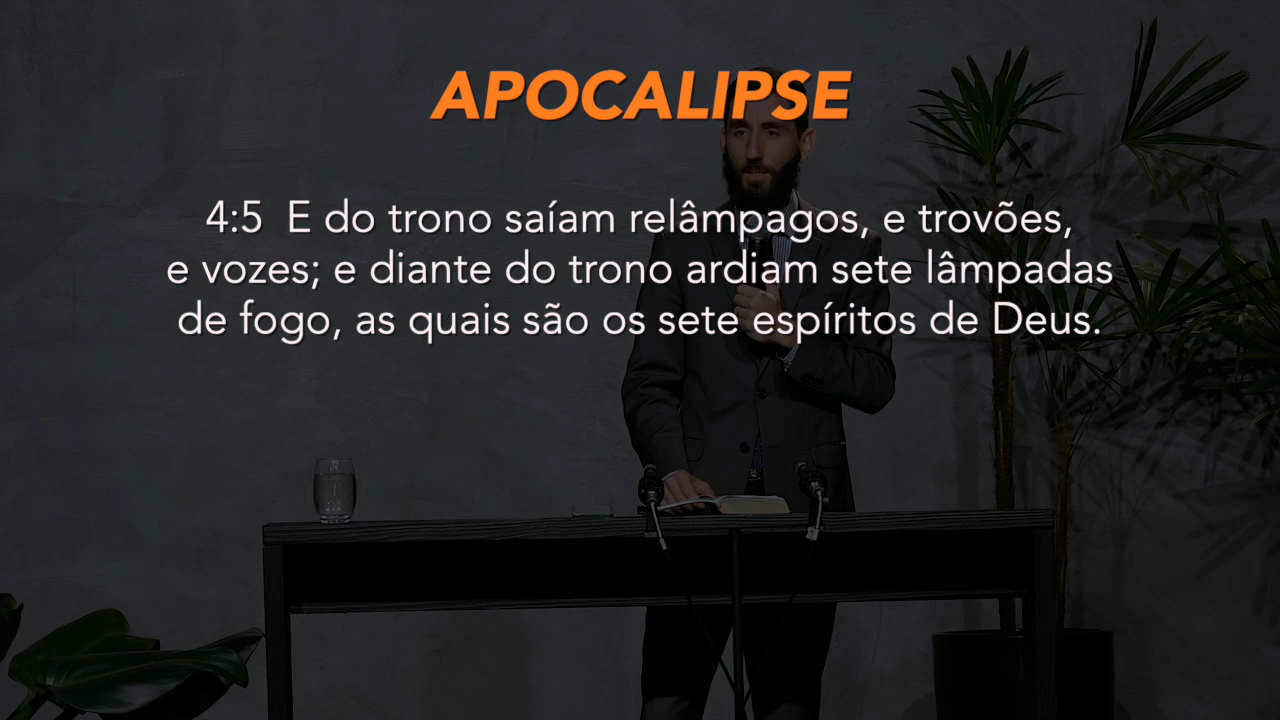 APOCALIPSE
4:5 E do trono saíam relâmpagos, e trovões,
e vozes; e diante do trono ardiam sete lâmpadas
de fogo, as quais são os sete espíritos de Deus.